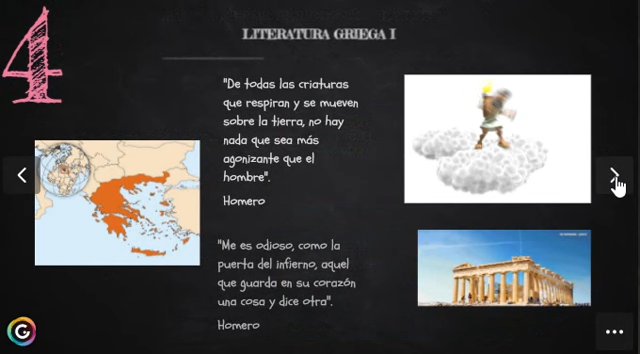 4
LITERATURA GRIEGA I
"De todas las criaturas
que respiran y se mueven
sobre la tierra, no hay
nada que sea más
agonizante que el
hombre".
Homero
"Me es odioso, como la
puerta del infierno, aquel
que guarda en su corazón
una cosa y dice otra".
Homero